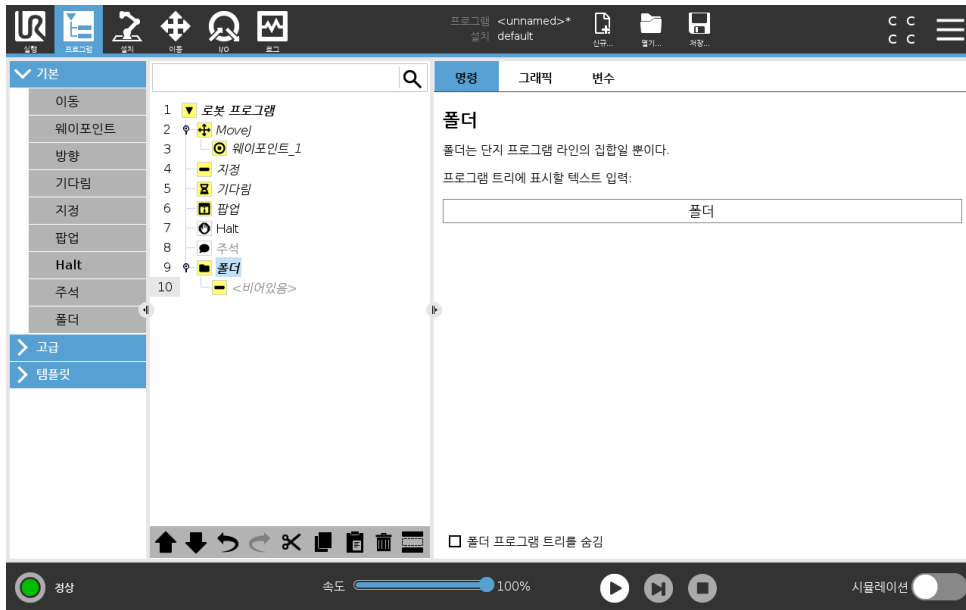 프로그램 <unnamed>*
설치 default
C C
C C
실행 프로그램 설치 이동 I/O 로그 신규... 열기... 저장...
기본
이동
웨이포인트
방향
기다림
지정
팝업
Halt
주석
폴더
고급
템플릿
1 로봇 프로그램
2 MoveJ
3 웨이포인트_1
4 지정
5 기다림
6 팝업
7 Halt
8 주석
9 폴더
10 <비어있음>
명령 그래픽 변수
폴더
폴더는 단지 프로그램 라인의 집합일 뿐이다.
프로그램 트리에 표시할 텍스트 입력:
폴더
폴더 프로그램 트리를 숨김
정상 속도 100% 시뮬레이션